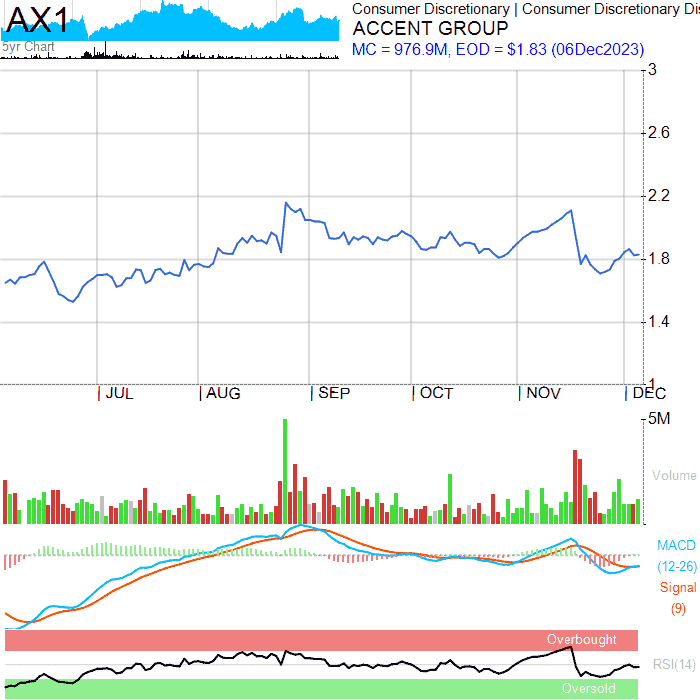 AX1
5yr Chart
Consumer Discretionary | Consumer Discretionary Dis
ACCENT GROUP
MC = 976.9M, EOD = $1.83 (06Dec2023)
3
2.6
2.2
1.8
1.4
1
| JUL | AUG | SEP | OCT | NOV | DEC
5M
Volume
MACD
(12-26)
Signal
(9)
Overbought
RSI(14)
Oversold